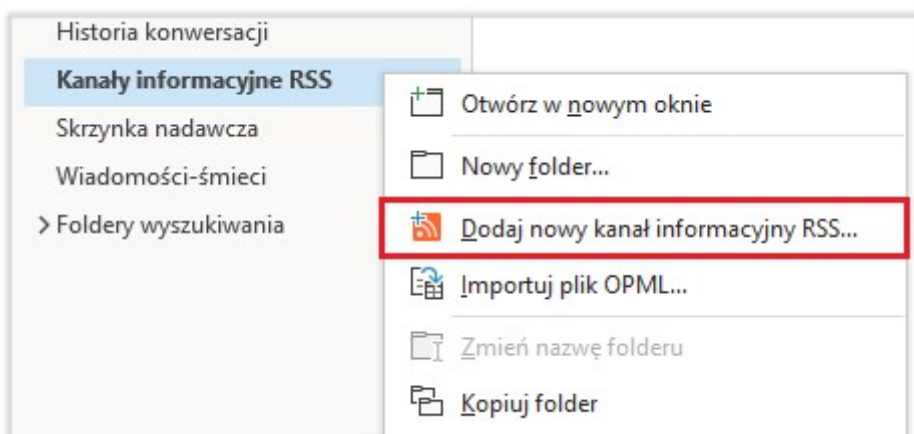 Historia konwersacji
Kanały informacyjne RSS
Skrzynka nadawcza
Wiadomości-śmieci
Foldery wyszukiwania
Otwórz w nowym oknie
Nowy folder...
Dodaj nowy kanał informacyjny RSS...
Importuj plik OPML...
Zmień nazwę folderu
Kopiuj folder